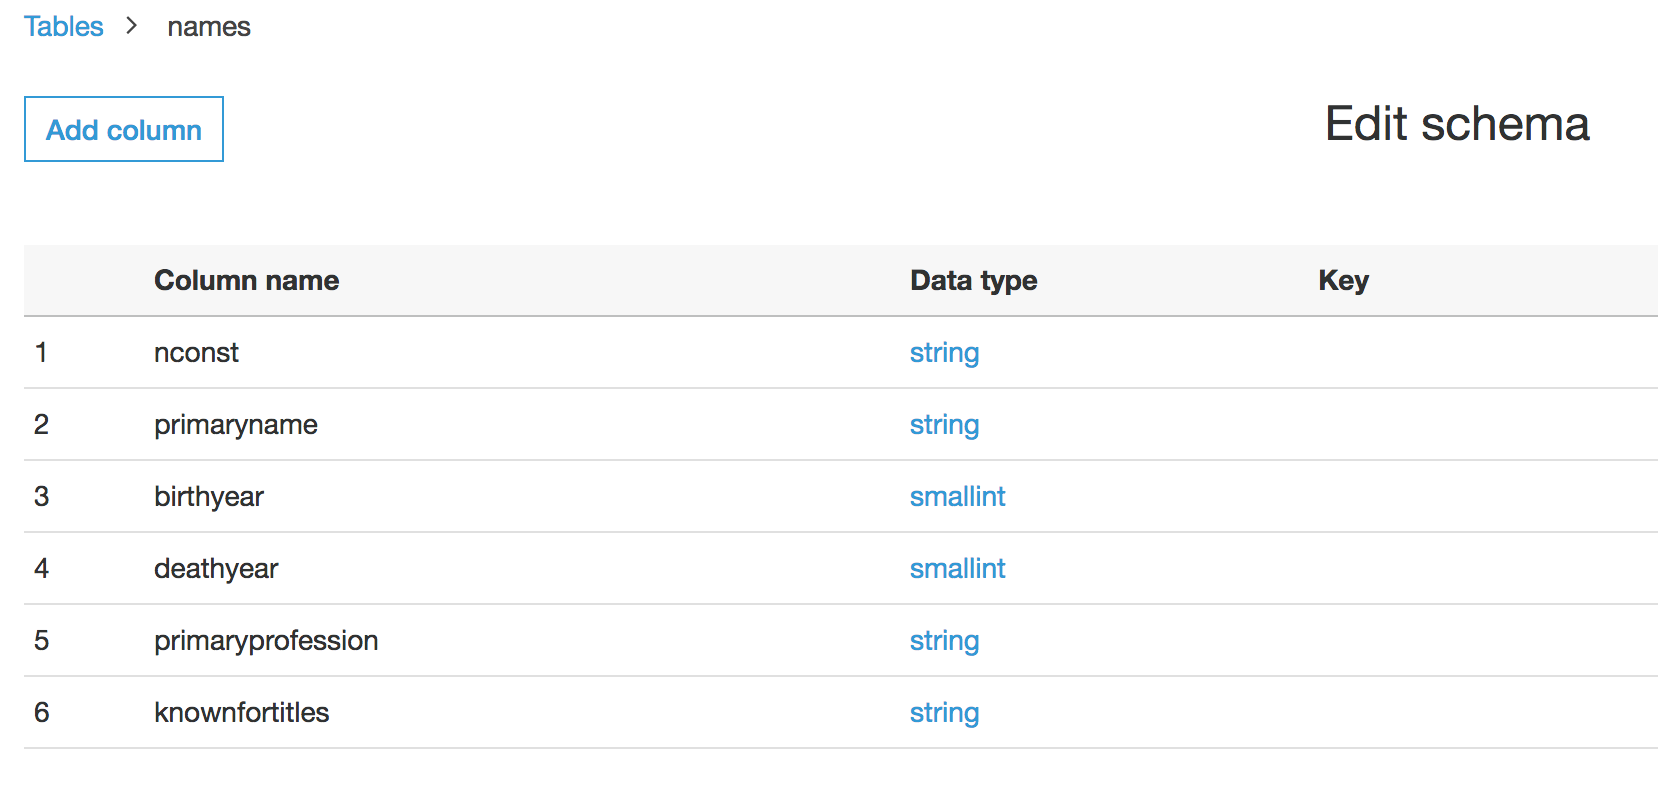 Tables > names
Add column
Edit schema
Column name Data type Key
1 nconst string
2 primaryname string
3 birthyear smallint
4 deathyear smallint
5 primaryprofession string
6 knownfortitles string